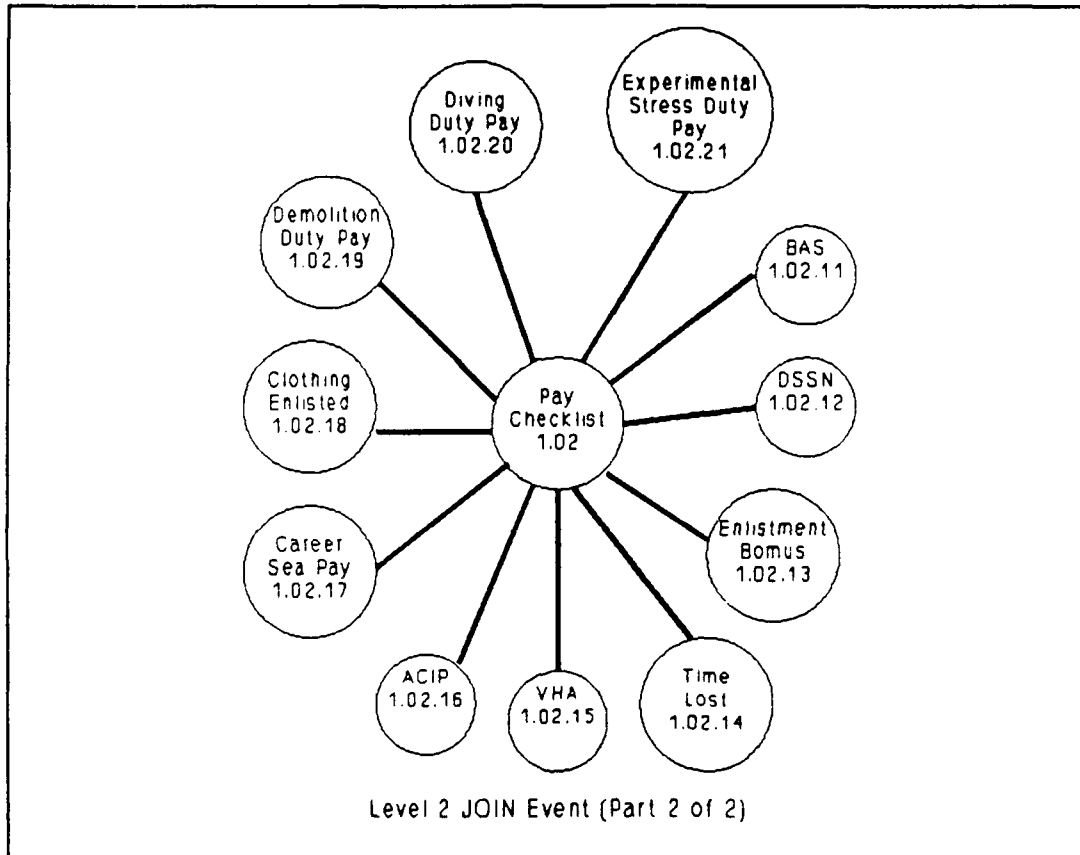 Diving
Duty Pay
1.02.20
Experimental
Stress Duty
Pay
1.02.21
Demolition
Duty Pay
1.02.19
BAS
1.02.11
Clothing
Enlisted
1.02.18
Pay
Checklist
1.02
DSSN
1.02.12
Career
Sea Pay
1.02.17
Enlistment
Bomus
1.02.13
ACIP
1.02.16
VHA
1.02.15
Time
Lost
1.02.14
Level 2 JOIN Event (Part 2 of 2)